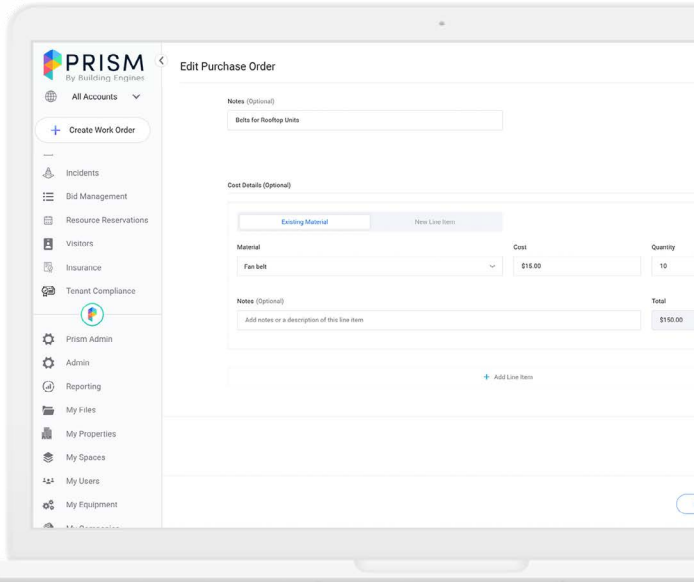 PRISM
By Building Engines
All Accounts
Create Work Order
Incidents
Bid Management
Resource Reservations
Visitors
Insurance
Tenant Compliance
Prism Admin
Admin
Reporting
My Files
My Properties
My Spaces
My Users
My Equipment
Edit Purchase Order
Notes (Optional)
Belts for Rooftop Units
Cost Details (Optional)
Existing Material
New Line Item
Material
Cost
Quantity
Fan belt
$15.00
10
Notes (Optional)
Total
Add notes or a description of this line item
$150.00
+ Add Line Item